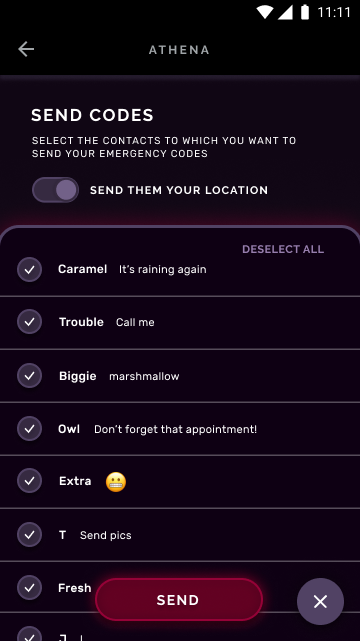 11:11
ATHENA
SEND CODES
SELECT THE CONTACTS TO WHICH YOU WANT TO
SEND YOUR EMERGENCY CODES
SEND THEM YOUR LOCATION
DESELECT ALL
Caramel It's raining again
Trouble Call me
Biggie marshmallow
Owl Don't forget that appointment!
Extra 😬
T Send pics
Fresh
SEND